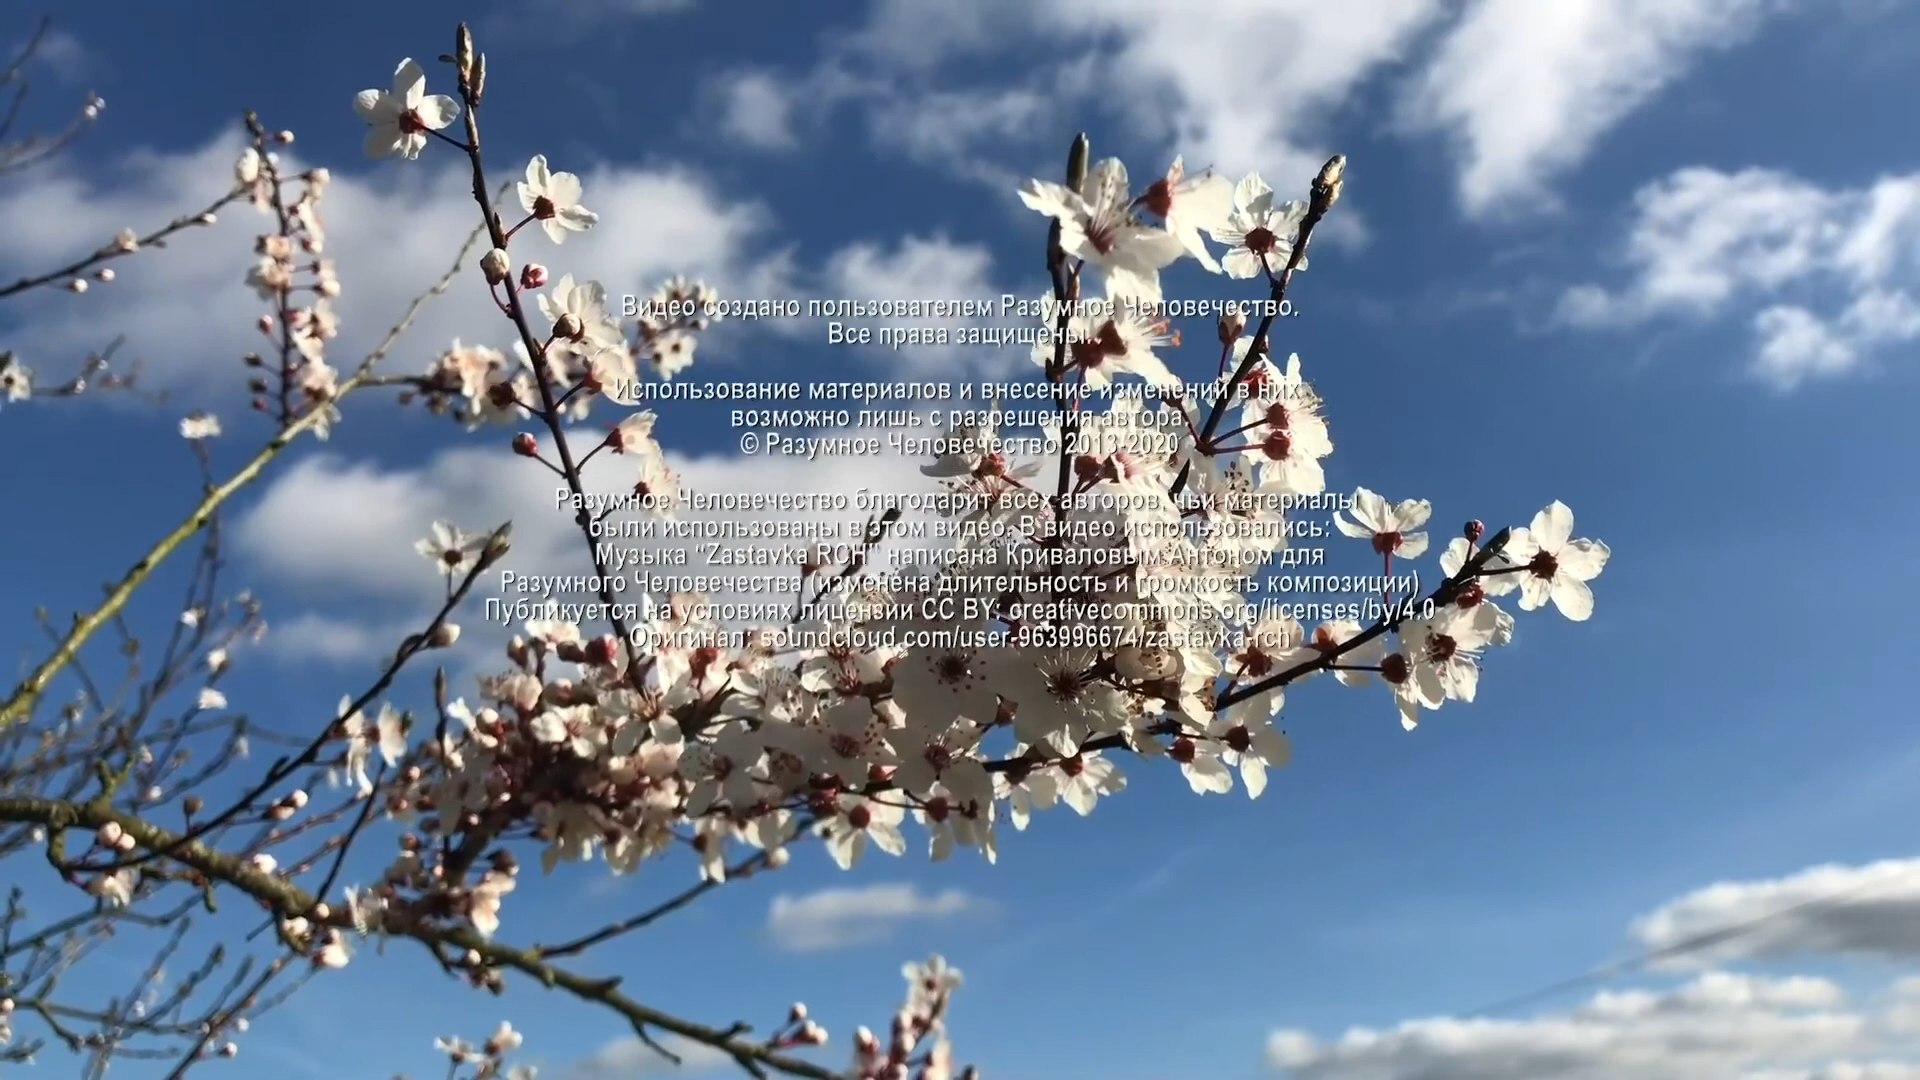 Видео создано пользователем Разумное Человечество.
Все права защищены.
Использование материалов и внесение изменений в них
возможно лишь с разрешения автора.
© Разумное Человечество 2013-2020
Разумное Человечество благодарит всех авторов, чьи материалы
были использованы в этом видео. В видео использовались:
Музыка "Zastavka RCH" написана Криваловым Антоном для
Разумного Человечества (изменена длительность и громкость композиции)
Публикуется на условиях лицензии CC BY: creativecommons.org/licenses/by/4.0
Оригинал: soundcloud.com/user-963996674/zastavka-rch